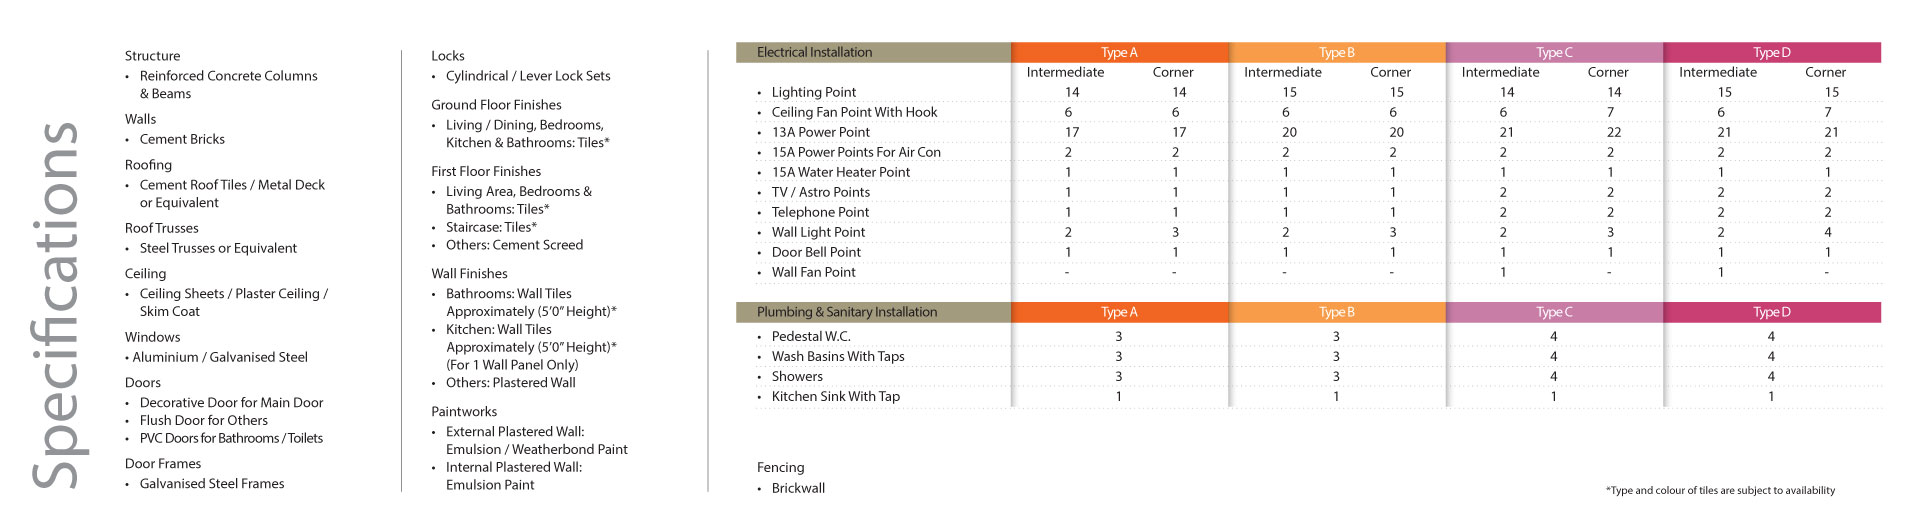 Specifications
Structure
• Reinforced Concrete Columns
& Beams
Walls
• Cement Bricks
Roofing
• Cement Roof Tiles / Metal Deck
or Equivalent
Roof Trusses
• Steel Trusses or Equivalent
Ceiling
• Ceiling Sheets / Plaster Ceiling /
Skim Coat
Windows
• Aluminium / Galvanised Steel
Doors
• Decorative Door for Main Door
• Flush Door for Others
• PVC Doors for Bathrooms / Toilets
Door Frames
• Galvanised Steel Frames
Locks
• Cylindrical / Lever Lock Sets
Ground Floor Finishes
• Living / Dining, Bedrooms,
Kitchen & Bathrooms: Tiles*
First Floor Finishes
• Living Area, Bedrooms &
Bathrooms: Tiles*
• Staircase: Tiles*
• Others: Cement Screed
Wall Finishes
• Bathrooms: Wall Tiles
Approximately (5'0" Height)*
• Kitchen: Wall Tiles
Approximately (5'0" Height)*
(For 1 Wall Panel Only)
• Others: Plastered Wall
Paintworks
• External Plastered Wall:
Emulsion / Weatherbond Paint
• Internal Plastered Wall:
Emulsion Paint
Electrical Installation Type A Type B Type C Type D
Intermediate Corner Intermediate Corner Intermediate Corner Intermediate Corner
• Lighting Point 14 14 15 15 14 14 15 15
• Ceiling Fan Point With Hook 6 6 6 6 6 7 6 7
• 13A Power Point 17 17 20 20 21 22 21 21
• 15A Power Points For Air Con 2 2 2 2 2 2 2 2
• 15A Water Heater Point 1 1 1 1 1 1 1 1
• TV / Astro Points 1 1 1 1 2 2 2 2
• Telephone Point 1 1 1 1 2 2 2 2
• Wall Light Point 2 3 2 3 2 3 2 4
• Door Bell Point 1 1 1 1 1 1 1 1
• Wall Fan Point - - - - 1 - 1 -
Plumbing & Sanitary Installation Type A Type B Type C Type D
• Pedestal W.C. 3 3 4 4
• Wash Basins With Taps 3 3 4 4
• Showers 3 3 4 4
• Kitchen Sink With Tap 1 1 1 1
Fencing
• Brickwall
*Type and colour of tiles are subject to availability